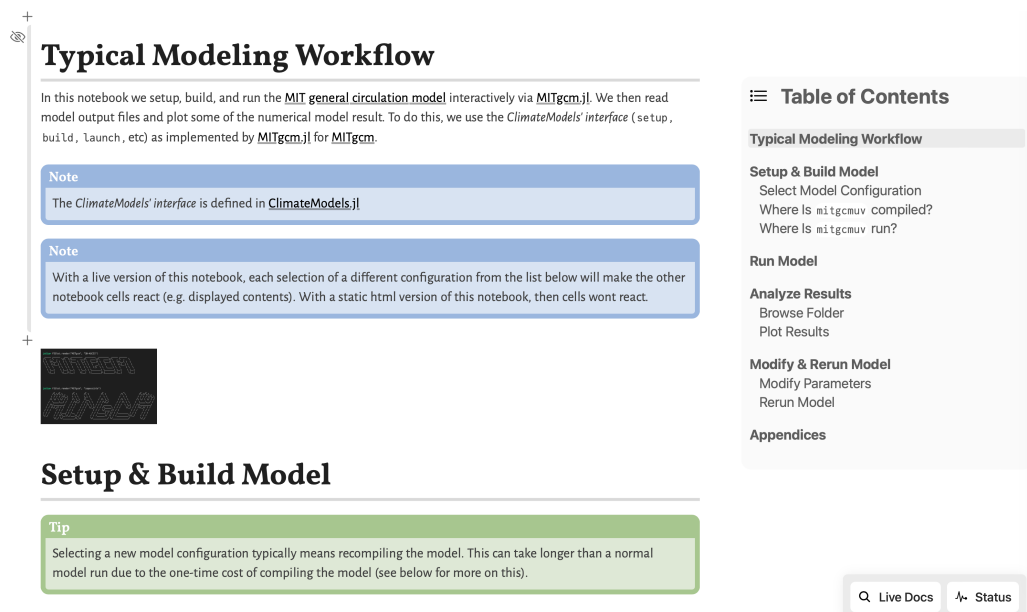 Typical Modeling Workflow
In this notebook we setup, build, and run the MIT general circulation model interactively via MITgcm.jl. We then read
model output files and plot some of the numerical model result. To do this, we use the ClimateModels' interface (setup,
build, launch, etc) as implemented by MITgcm.jl for MITgcm.
Note
The ClimateModels' interface is defined in ClimateModels.jl
Note
With a live version of this notebook, each selection of a different configuration from the list below will make the other
notebook cells react (e.g. displayed contents). With a static html version of this notebook, then cells wont react.
MITGCM
Setup & Build Model
Tip
Selecting a new model configuration typically means recompiling the model. This can take longer than a normal
model run due to the one-time cost of compiling the model (see below for more on this).
Table of Contents
Typical Modeling Workflow
Setup & Build Model
Select Model Configuration
Where Is mitgcmuv compiled?
Where Is mitgcmuv run?
Run Model
Analyze Results
Browse Folder
Plot Results
Modify & Rerun Model
Modify Parameters
Rerun Model
Appendices
Live Docs
Status